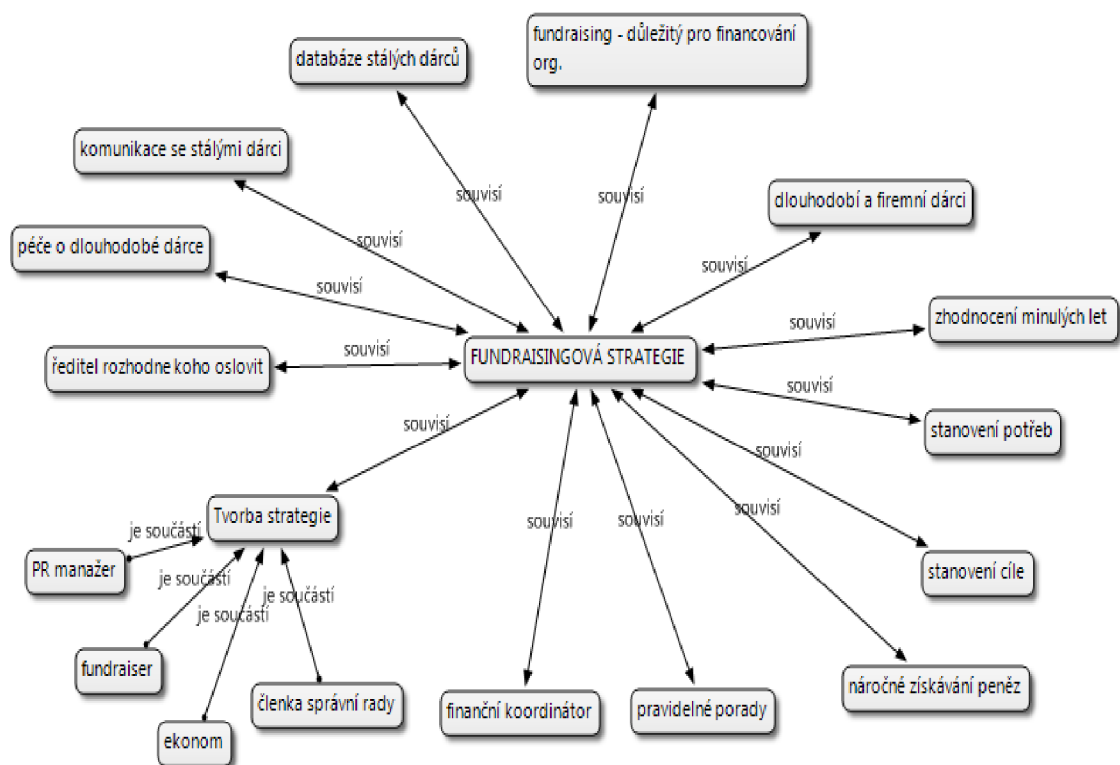 fundraising - důležitý pro financování
org.
databáze stálých dárců
komunikace se stálými dárci
souvisí
souvisí
dlouhodobí a firemní dárci
péče o dlouhodobé dárce
souvisí
souvisí
souvisí
zhodnocení minulých let
souvisí
ředitel rozhodne koho oslovit
souvisí
FUNDRAISINGOVÁ STRATEGIE
souvisí
stanovení potřeb
souvisí
souvisí
Tvorba strategie
souvisí
souvisí
souvisí
je součástí
PR manažer
je součástí
je součástí
je součástí
stanovení cíle
fundraiser
členka správní rady
ekonom
finanční koordinátor
pravidelné porady
náročné získávání peněz